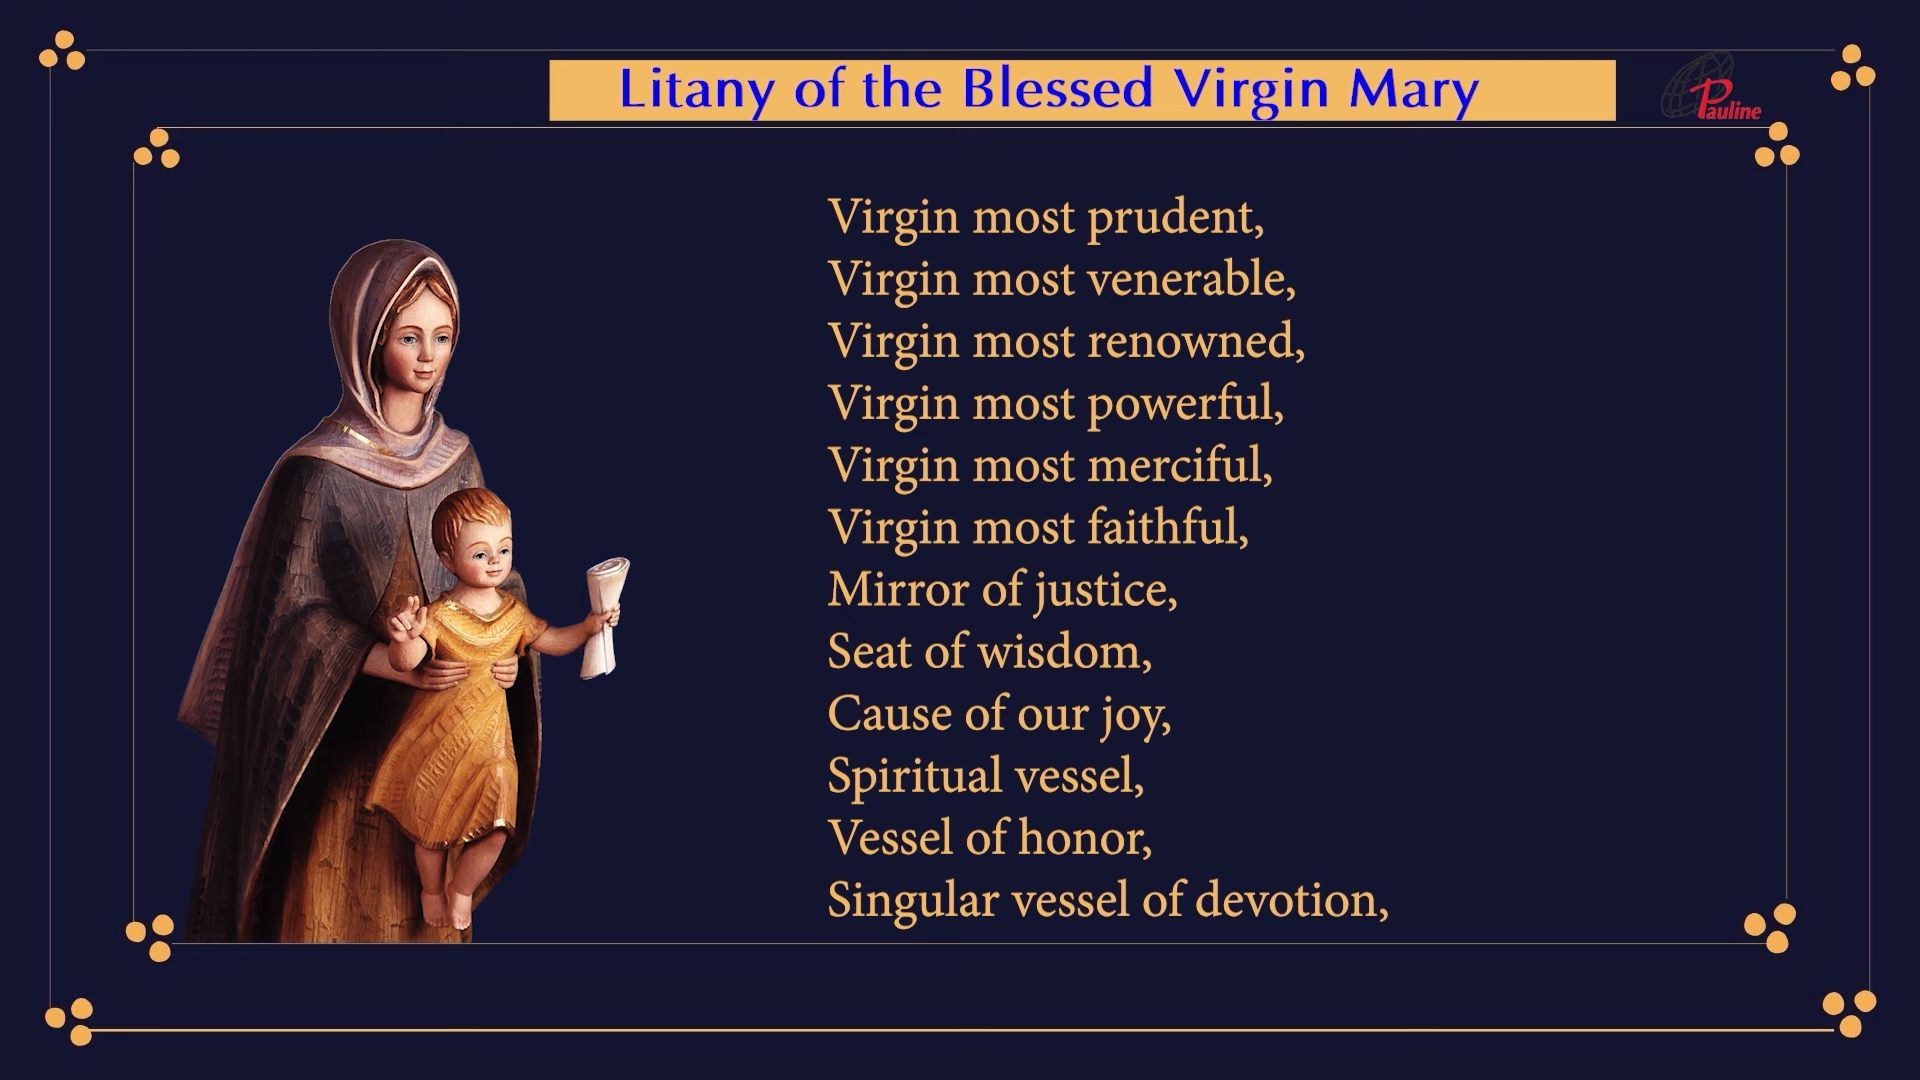 Litany of the Blessed Virgin Mary
Pauline
Virgin most prudent,
Virgin most venerable,
Virgin most renowned,
Virgin most powerful,
Virgin most merciful,
Virgin most faithful,
Mirror of justice,
Seat of wisdom,
Cause of our joy,
Spiritual vessel,
Vessel of honor,
Singular vessel of devotion,